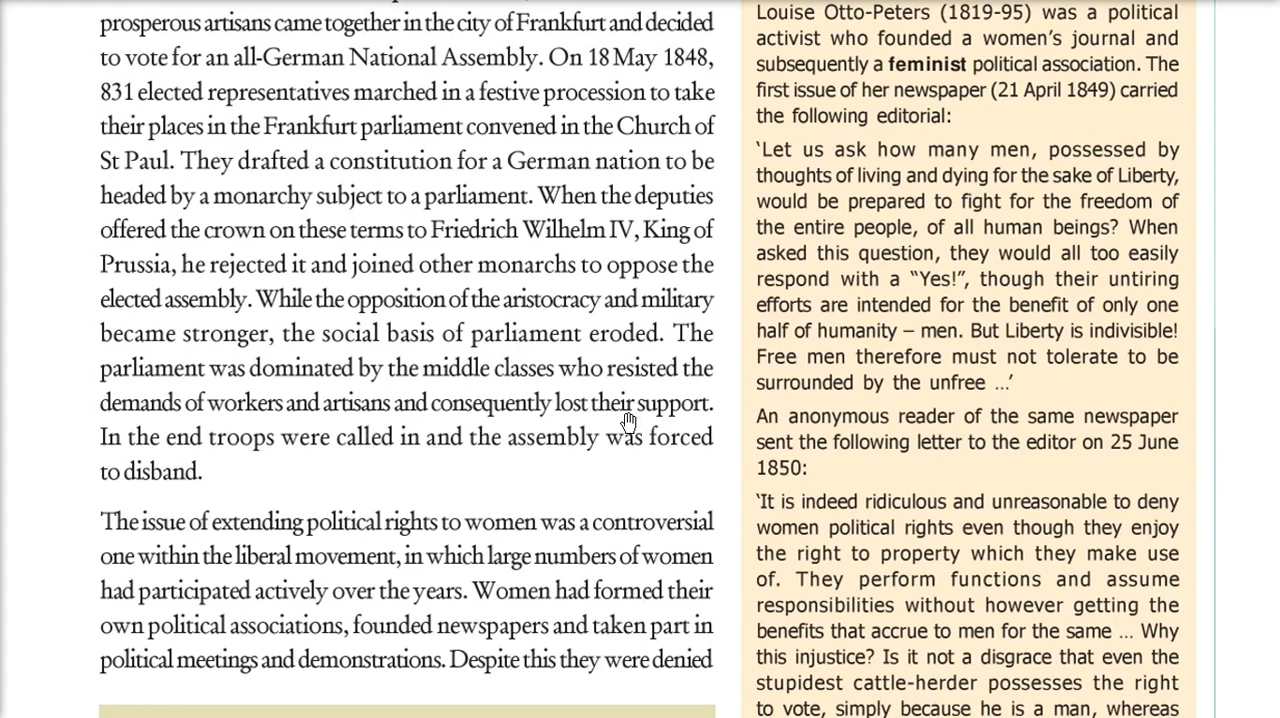 prosperous artisans came together in the city of Frankfurt and decided
to vote for an all-German National Assembly. On 18 May 1848,
831 elected representatives marched in a festive procession to take
their places in the Frankfurt parliament convened in the Church of
St Paul. They drafted a constitution for a German nation to be
headed by a monarchy subject to a parliament. When the deputies
offered the crown on these terms to Friedrich Wilhelm IV, King of
Prussia, he rejected it and joined other monarchs to oppose the
elected assembly. While the opposition of the aristocracy and military
became stronger, the social basis of parliament eroded. The
parliament was dominated by the middle classes who resisted the
demands of workers and artisans and consequently lost their support.
In the end troops were called in and the assembly was forced
to disband.
The issue of extending political rights to women was a controversial
one within the liberal movement, in which large numbers of women
had participated actively over the years. Women had formed their
own political associations, founded newspapers and taken part in
political meetings and demonstrations. Despite this they were denied
Louise Otto-Peters (1819-95) was a political
activist who founded a women's journal and
subsequently a feminist political association. The
first issue of her newspaper (21 April 1849) carried
the following editorial:
‘Let us ask how many men, possessed by
thoughts of living and dying for the sake of Liberty,
would be prepared to fight for the freedom of
the entire people, of all human beings? When
asked this question, they would all too easily
respond with a “Yes!”, though their untiring
efforts are intended for the benefit of only one
half of humanity – men. But Liberty is indivisible!
Free men therefore must not tolerate to be
surrounded by the unfree …’
An anonymous reader of the same newspaper
sent the following letter to the editor on 25 June
1850:
‘It is indeed ridiculous and unreasonable to deny
women political rights even though they enjoy
the right to property which they make use
of. They perform functions and assume
responsibilities without however getting the
benefits that accrue to men for the same … Why
this injustice? Is it not a disgrace that even the
stupidest cattle-herder possesses the right
to vote, simply because he is a man, whereas